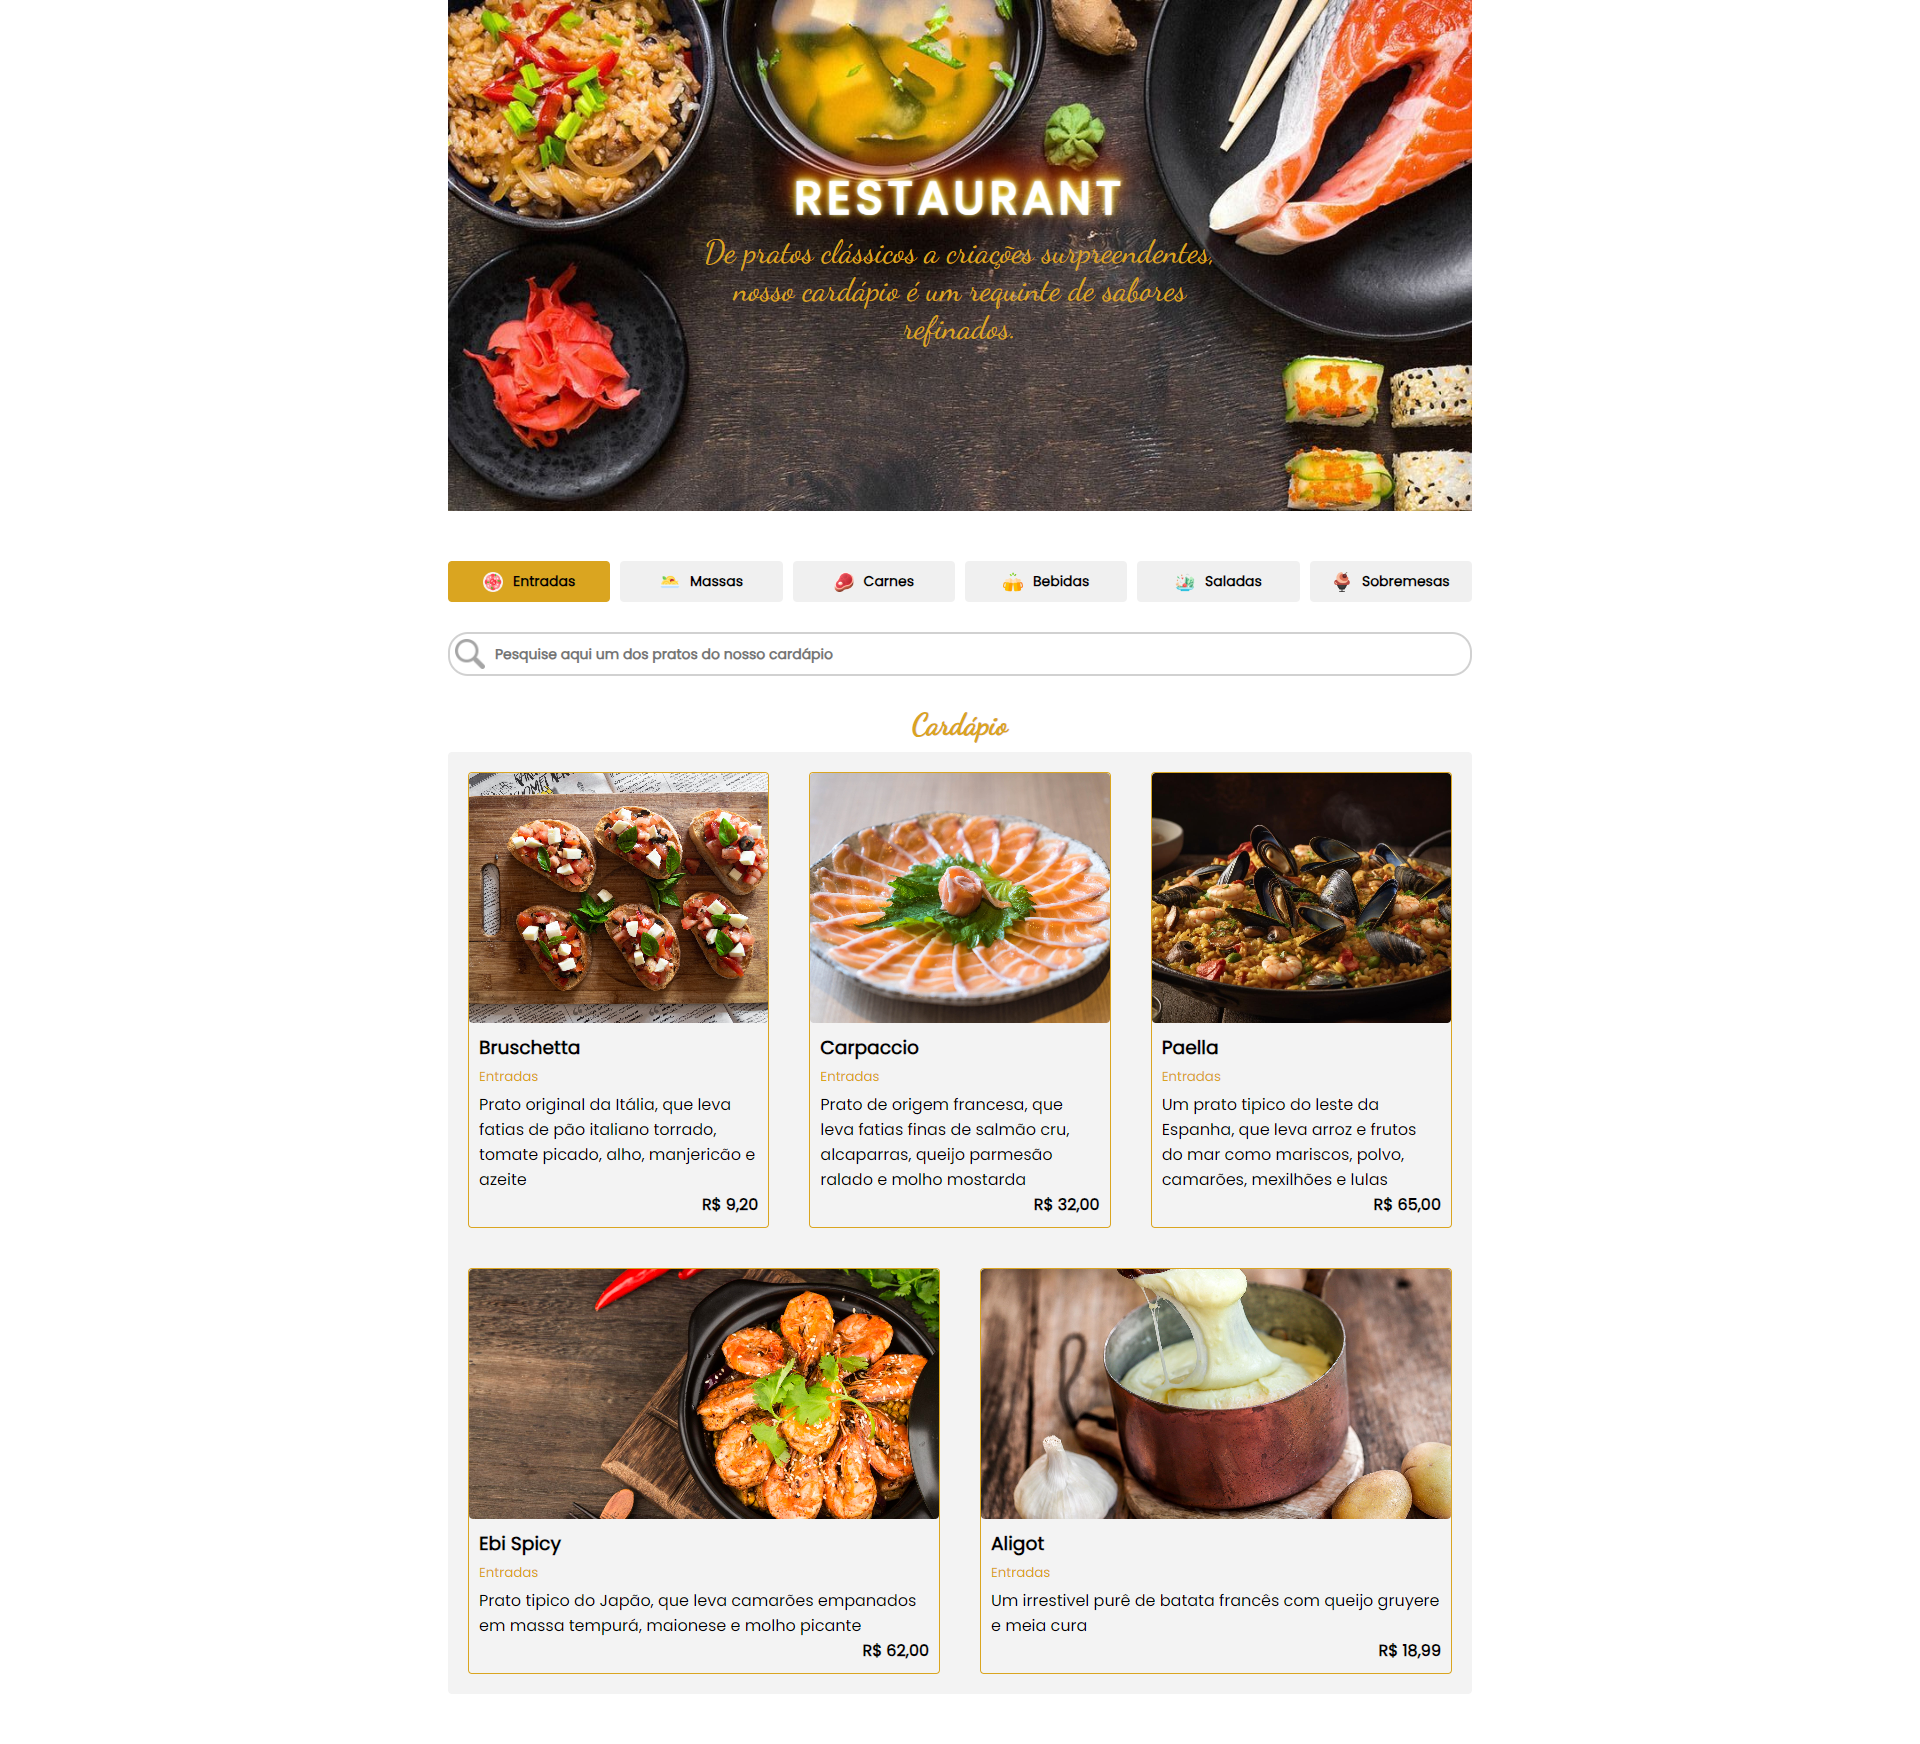 RESTAURANT
De pratos clássicos a criações surpreendentes,
nosso cardápio é um requinte de sabores
refinados.
Entradas
Massas
Carnes
Bebidas
Saladas
Sobremesas
Pesquise aqui um dos pratos do nosso cardápio
Cardápio
Bruschetta
Entradas
Prato original da Itália, que leva
fatias de pão italiano torrado,
tomate picado, alho, manjericão e
azeite
R$ 9,20
Carpaccio
Entradas
Prato de origem francesa, que
leva fatias finas de salmão cru,
alcaparras, queijo parmesão
ralado e molho mostarda
R$ 32,00
Paella
Entradas
Um prato tipico do leste da
Espanha, que leva arroz e frutos
do mar como mariscos, polvo,
camarões, mexilhões e lulas
R$ 65,00
Ebi Spicy
Entradas
Prato tipico do Japão, que leva camarões empanados
em massa tempurá, maionese e molho picante
R$ 62,00
Aligot
Entradas
Um irrestivel purê de batata francês com queijo gruyere
e meia cura
R$ 18,99